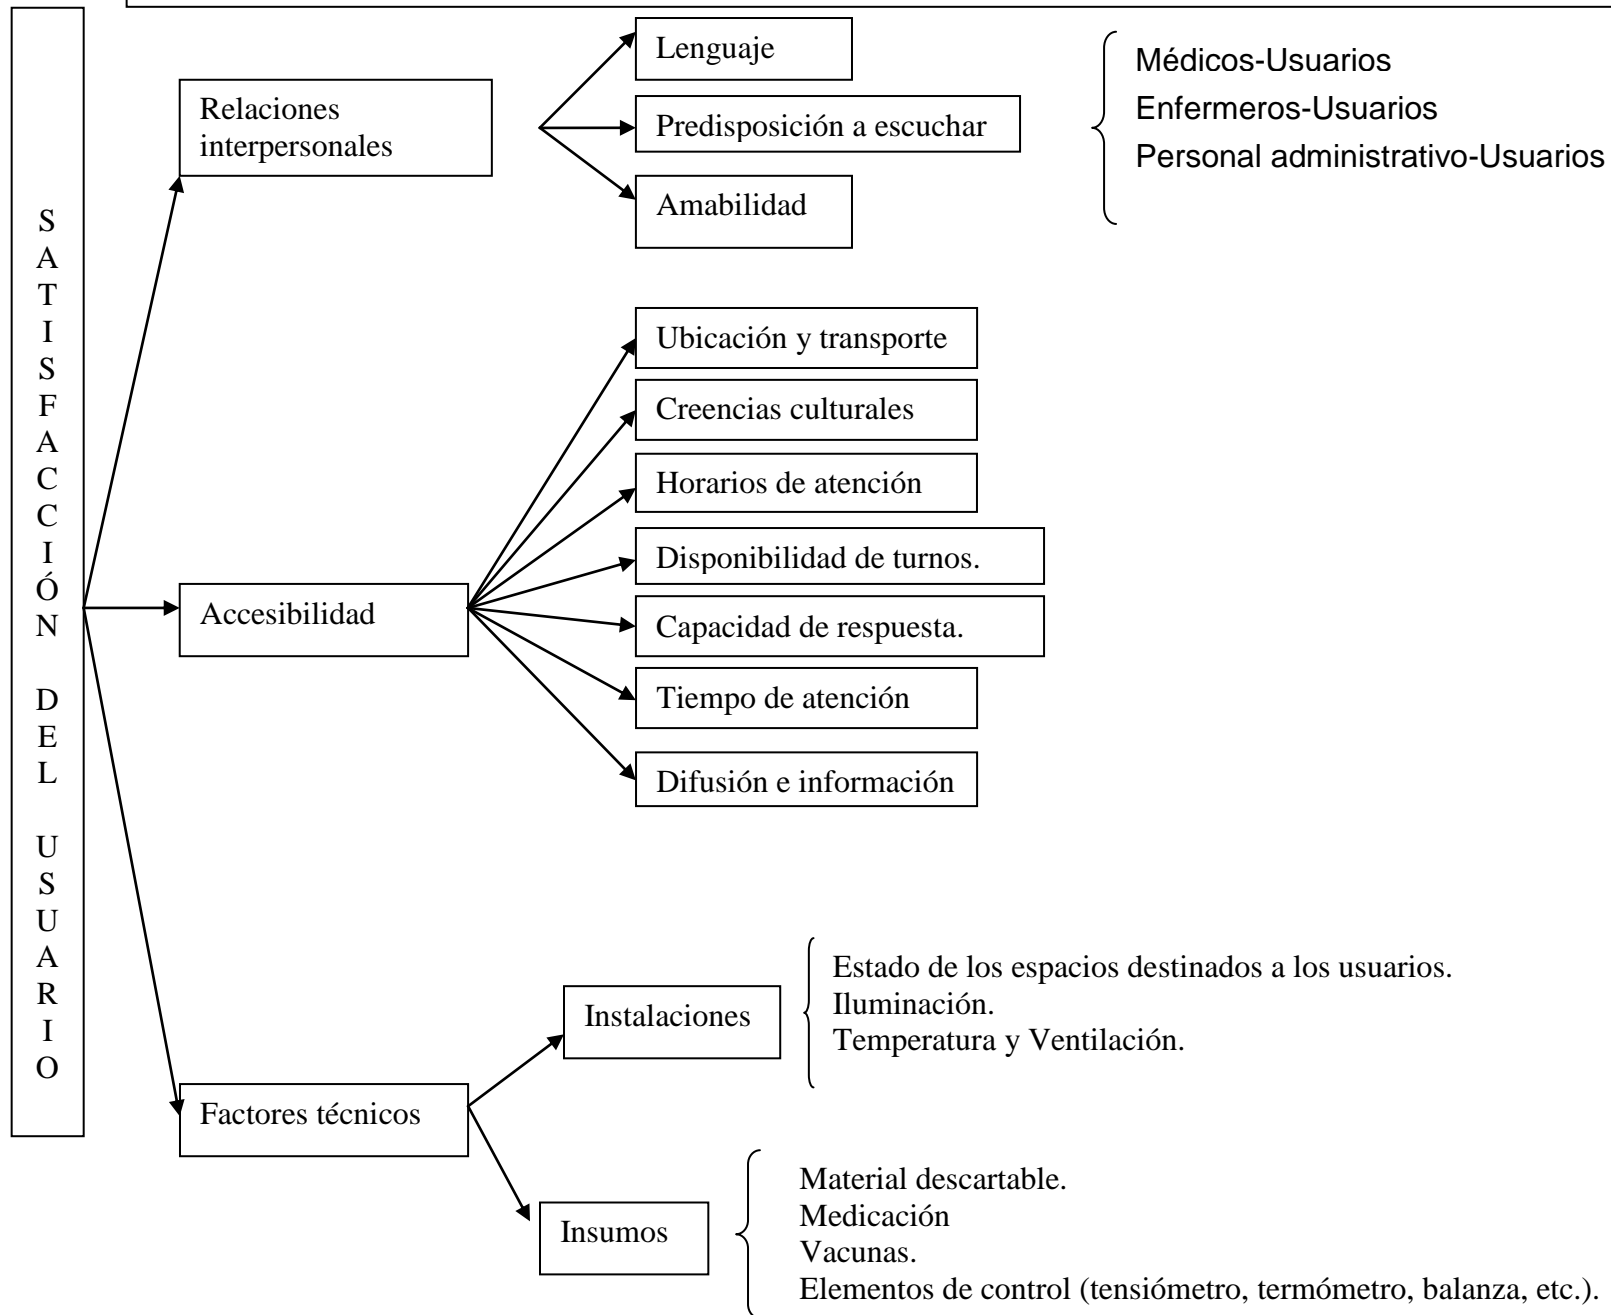 SATISFACCIÓN DEL USUARIO
Relaciones
interpersonales
Lenguaje
Predisposición a escuchar
Amabilidad
Médicos-Usuarios
Enfermeros-Usuarios
Personal administrativo-Usuarios
Accesibilidad
Ubicación y transporte
Creencias culturales
Horarios de atención
Disponibilidad de turnos.
Capacidad de respuesta.
Tiempo de atención
Difusión e información
Factores técnicos
Instalaciones
Estado de los espacios destinados a los usuarios.
Iluminación.
Temperatura y Ventilación.
Insumos
Material descartable.
Medicación
Vacunas.
Elementos de control (tensiómetro, termómetro, balanza, etc.).